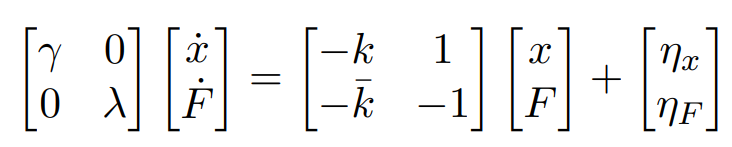 [γ 0] [ẋ] = [−k 1] [x] + [η_x]
[0 λ] [Ḟ] [−k̄ −1] [F] [η_F]